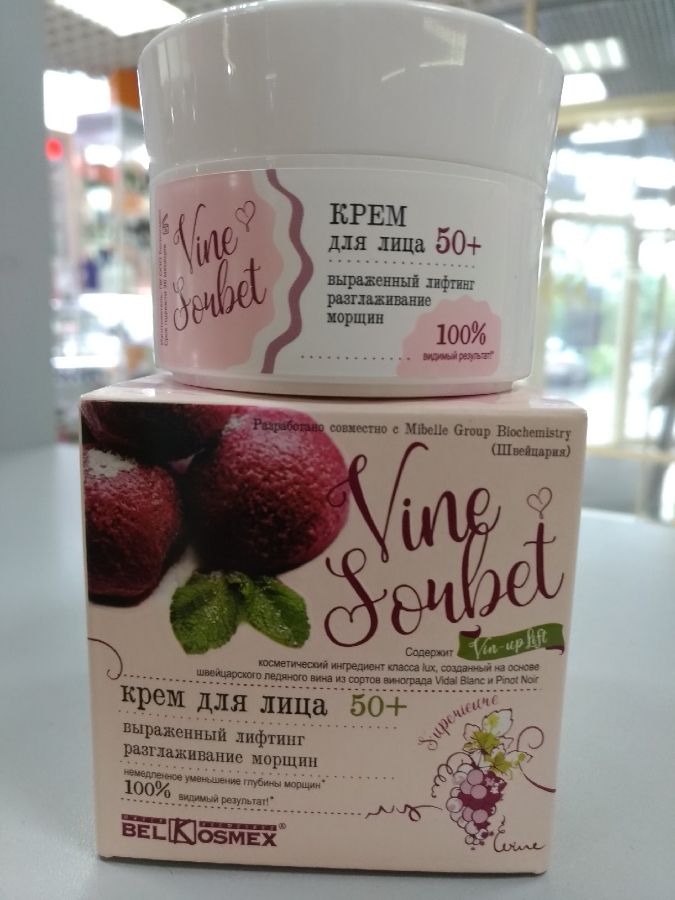 Vine
Sorbet
КРЕМ
для лица 50+
выраженный лифтинг
разглаживание
морщин
100%
видимый результат!*
Разработано совместно с Mibelle Group Biochemistry
(Швейцария)
Vine
Sorbet
Содержит Vin-up Lift
косметический ингредиент класса lux, созданный на основе
швейцарского ледяного вина из сортов винограда Vidal Blanc и Pinot Noir
крем для лица 50+
выраженный лифтинг
разглаживание морщин
немедленное уменьшение глубины морщин*
100% видимый результат!*
BELKOSMEX®